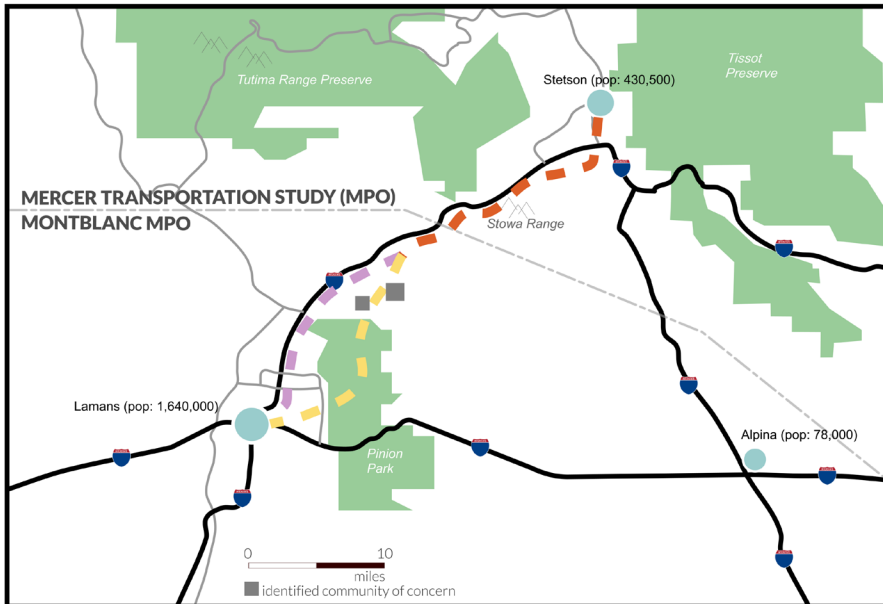 Tutima Range Preserve
Tissot
Preserve
Stetson (pop: 430,500)
MERCER TRANSPORTATION STUDY (MPO)
MONTBLANC MPO
Stowa Range
Lamans (pop: 1,640,000)
Alpina (pop: 78,000)
Pinion
Park
0 10
miles
identified community of concern